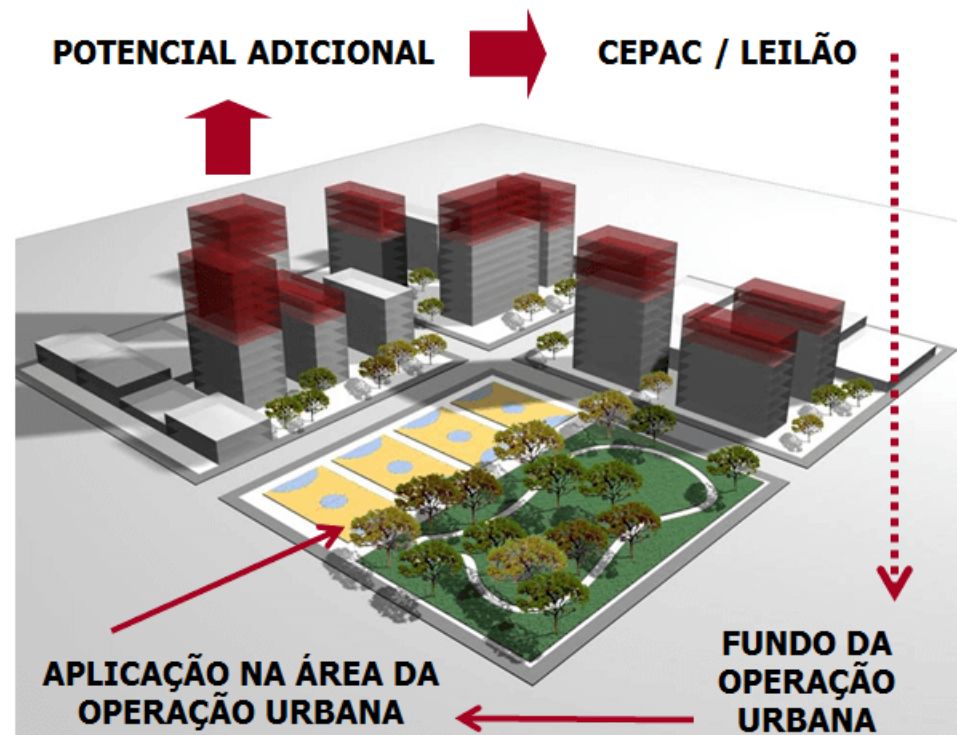 POTENCIAL ADICIONAL
CEPAC / LEILÃO
FUNDO DA
OPERAÇÃO
URBANA
APLICAÇÃO NA ÁREA DA
OPERAÇÃO URBANA